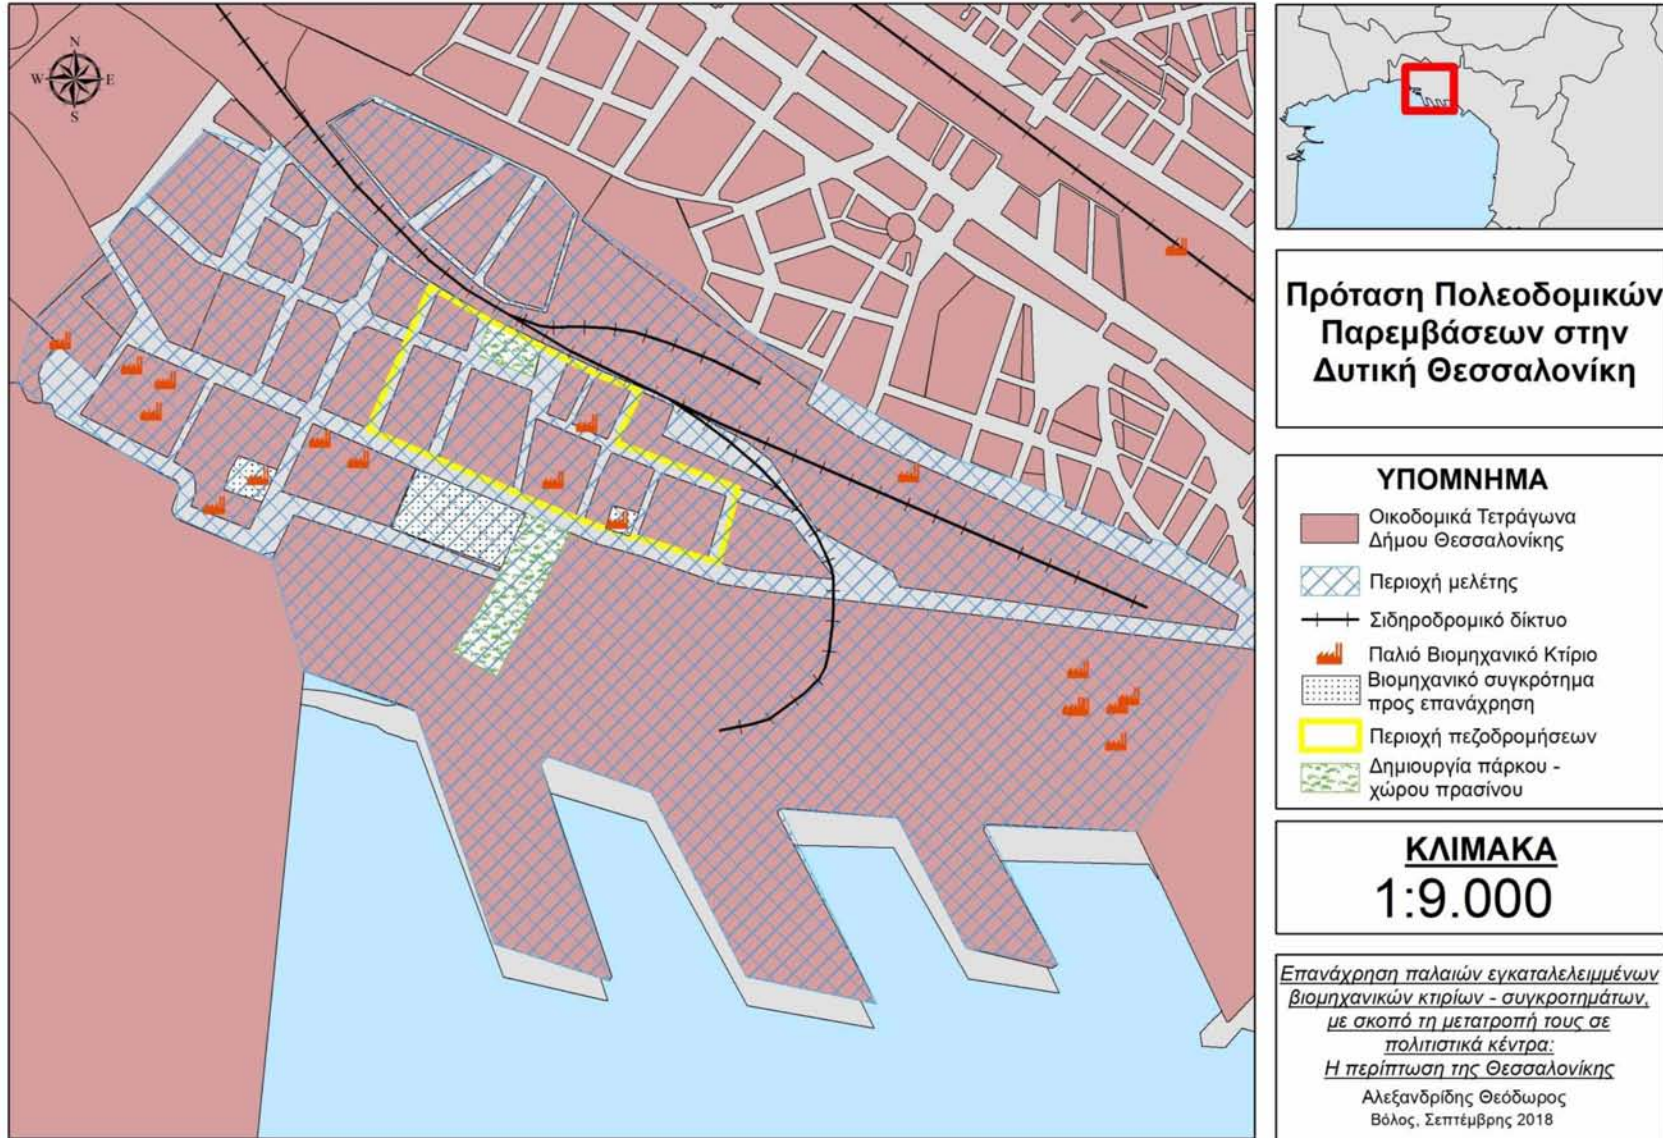 N
W
E
S
Πρόταση Πολεοδομικών
Παρεμβάσεων στην
Δυτική Θεσσαλονίκη
ΥΠΟΜΝΗΜΑ
Οικοδομικά Τετράγωνα
Δήμου Θεσσαλονίκης
Περιοχή μελέτης
Σιδηροδρομικό δίκτυο
Παλιό Βιομηχανικό Κτίριο
Βιομηχανικό συγκρότημα
προς επανάχρηση
Περιοχή πεζοδρομήσεων
Δημιουργία πάρκου -
χώρου πρασίνου
ΚΛΙΜΑΚΑ
1:9.000
Επανάχρηση παλαιών εγκαταλελειμμένων
βιομηχανικών κτιρίων - συγκροτημάτων,
με σκοπό τη μετατροπή τους σε
πολιτιστικά κέντρα:
Η περίπτωση της Θεσσαλονίκης
Αλεξανδρίδης Θεόδωρος
Βόλος, Σεπτέμβρης 2018